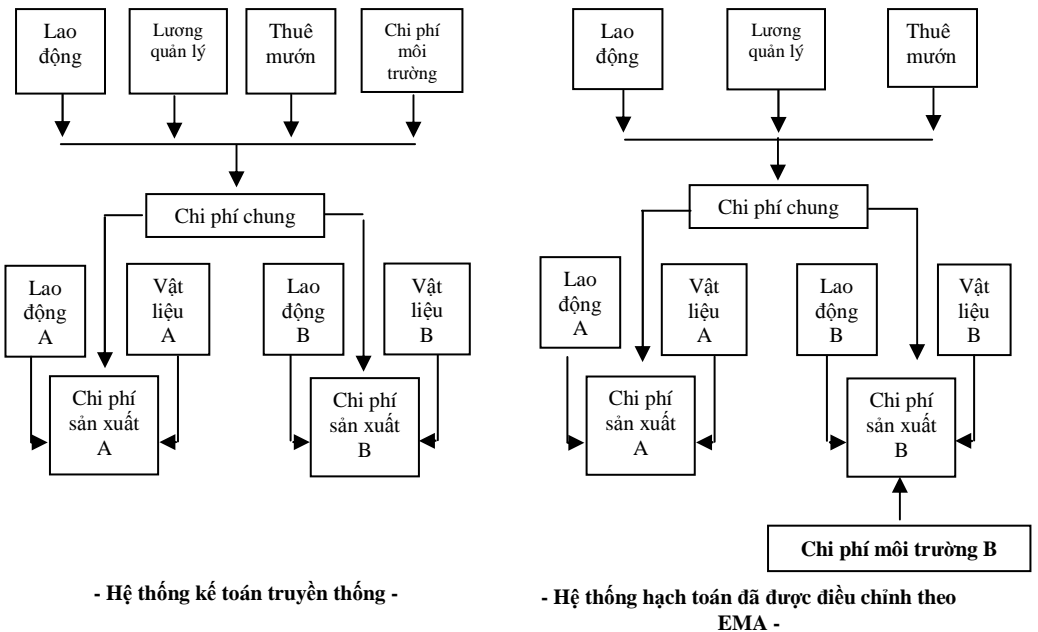 Lao
động
Lương
quản lý
Thuê
mướn
Chi phí
môi
trường
Chi phí chung
Lao
động
A
Vật
liệu
A
Lao
động
B
Vật
liệu
B
Chi phí
sản xuất
A
Chi phí
sản xuất
B
- Hệ thống kế toán truyền thống -
Lao
động
Lương
quản lý
Thuê
mướn
Chi phí chung
Lao
động
A
Vật
liệu
A
Lao
động
B
Vật
liệu
B
Chi phí
sản xuất
A
Chi phí
sản xuất
B
Chi phí môi trường B
- Hệ thống hạch toán đã được điều chỉnh theo
EMA -